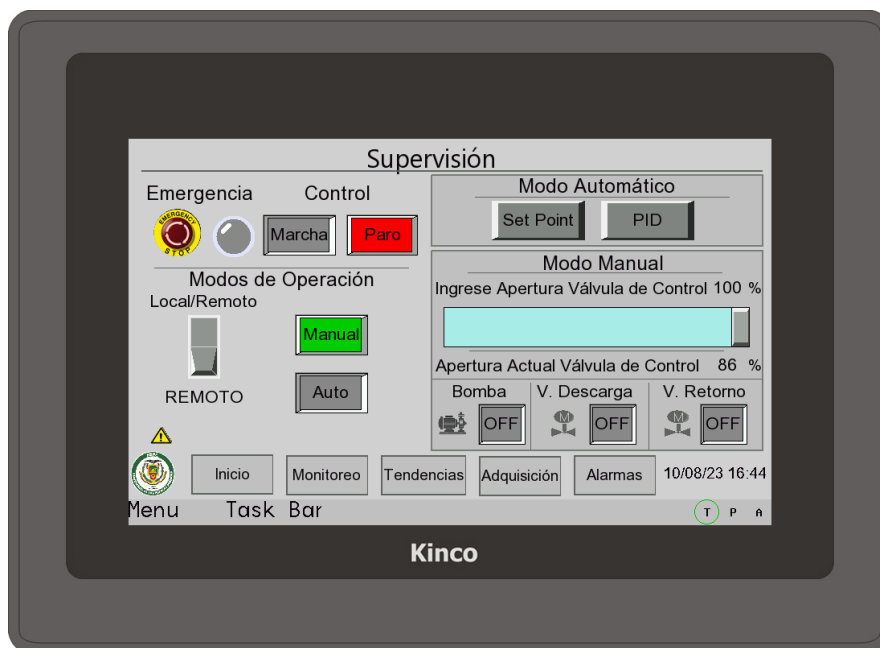 Supervisión
Emergencia
Control
EMERGENCY
STOP
Marcha
Paro
Modo Automático
Set Point
PID
Modos de Operación
Local/Remoto
REMOTO
Manual
Auto
Modo Manual
Ingrese Apertura Válvula de Control 100 %
Apertura Actual Válvula de Control 86 %
Bomba
V. Descarga
V. Retorno
OFF
M
OFF
M
OFF
Inicio
Monitoreo
Tendencias
Adquisición
Alarmas
10/08/23 16:44
Menu
Task Bar
T P A
Kinco